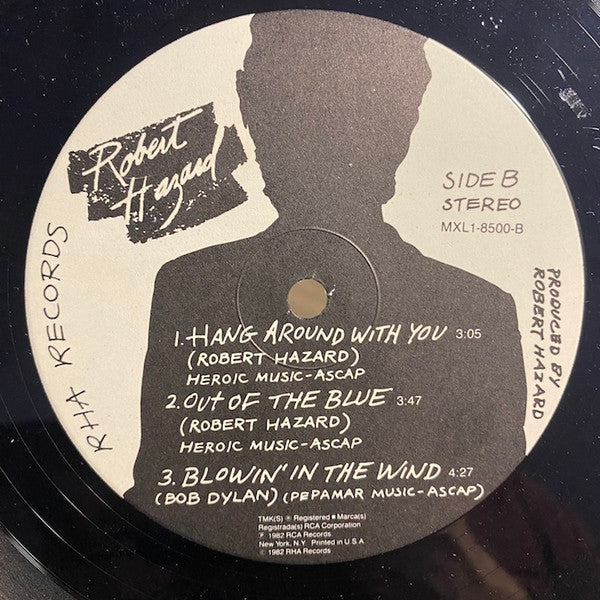 Robert
Hazard
RHA RECORDS
SIDE B
STEREO
MXL1-8500-B
PRODUCED BY
ROBERT HAZARD
1. HANG AROUND WITH YOU 3:05
(ROBERT HAZARD)
HEROIC MUSIC-ASCAP
2. OUT OF THE BLUE 3:47
(ROBERT HAZARD)
HEROIC MUSIC-ASCAP
3. BLOWIN' IN THE WIND 4:27
(BOB DYLAN) (PEPAMAR MUSIC-ASCAP)
TMK(S) ® Registered ■ Marca(s)
Registrada(s) RCA Corporation
℗ 1982 RCA Records
New York, N.Y. Printed in U.S.A
© 1982 RHA Records